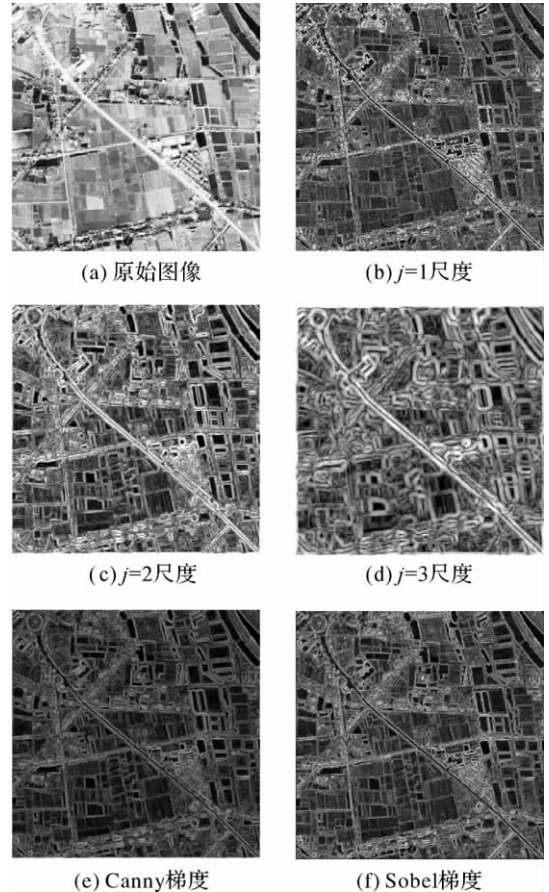 (a) 原始图像
(b) j=1尺度
(c) j=2尺度
(d) j=3尺度
(e) Canny梯度
(f) Sobel梯度